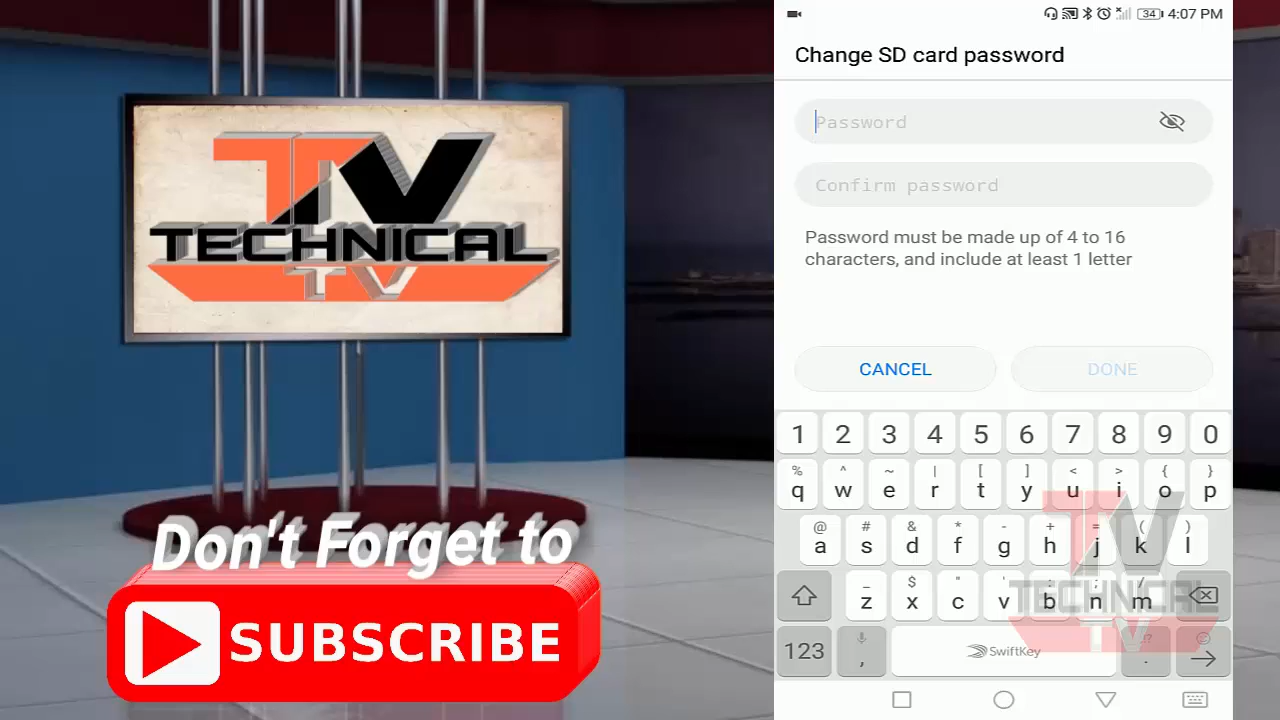 TV
TECHNICAL
TV
Don't Forget to
SUBSCRIBE
34 4:07 PM
Change SD card password
Password
Confirm password
Password must be made up of 4 to 16
characters, and include at least 1 letter
CANCEL
DONE
1 2 3 4 5 6 7 8 9 0
% ^ ~ | [ ] < > { }
q w e r t y u i o p
@ # & * - + = ( )
a s d f g h j k l
_ $ " ' : ;
z x c v b n m
123 , SwiftKey !? .
TV
TECHNICAL
TV